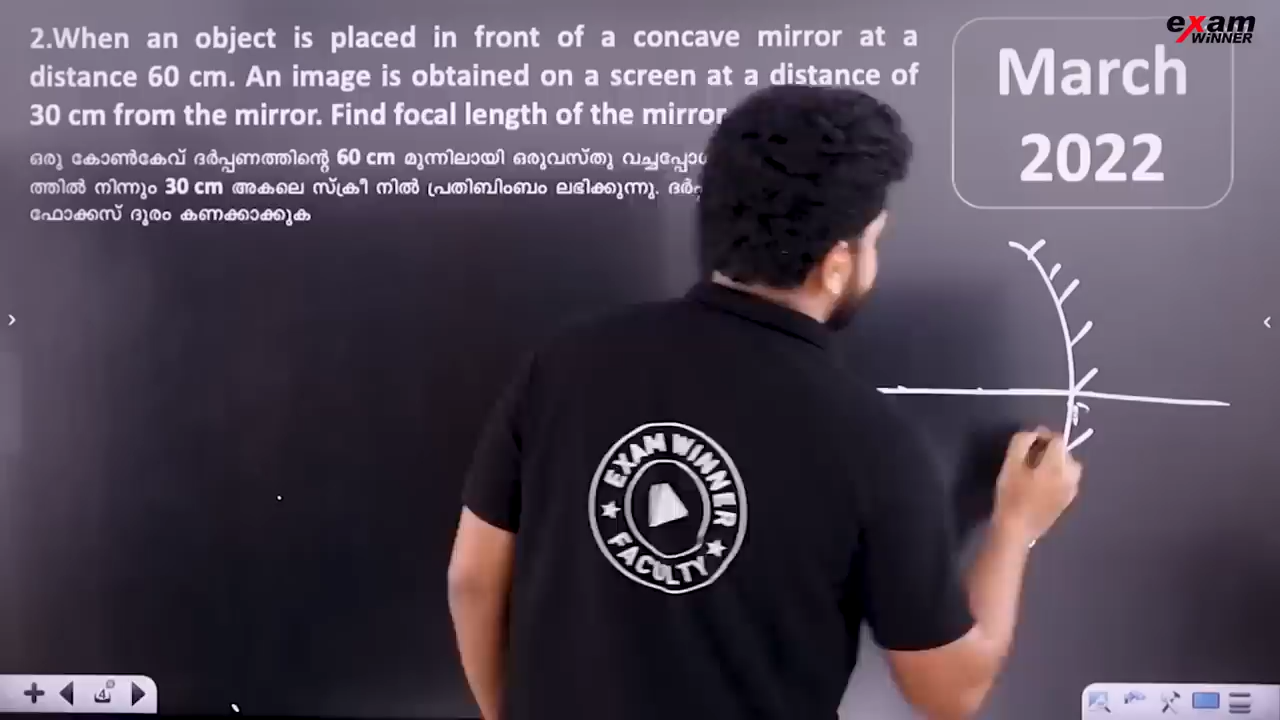 exam
WiNNER
2.When an object is placed in front of a concave mirror at a
distance 60 cm. An image is obtained on a screen at a distance of
30 cm from the mirror. Find focal length of the mirror
ഒരു കോൺകേവ് ദർപ്പണത്തിന്റെ 60 cm മുന്നിലായി ഒരുവസ്തു
ത്തിൽ നിന്നും 30 cm അകലെ സ്ക്രീ നിൽ പ്രതിബിംബം ലഭിക്കുന്നു.
ഫോക്കസ് ദൂരം കണക്കാക്കുക
March
2022
EXAM WINNER
FACULTY
4